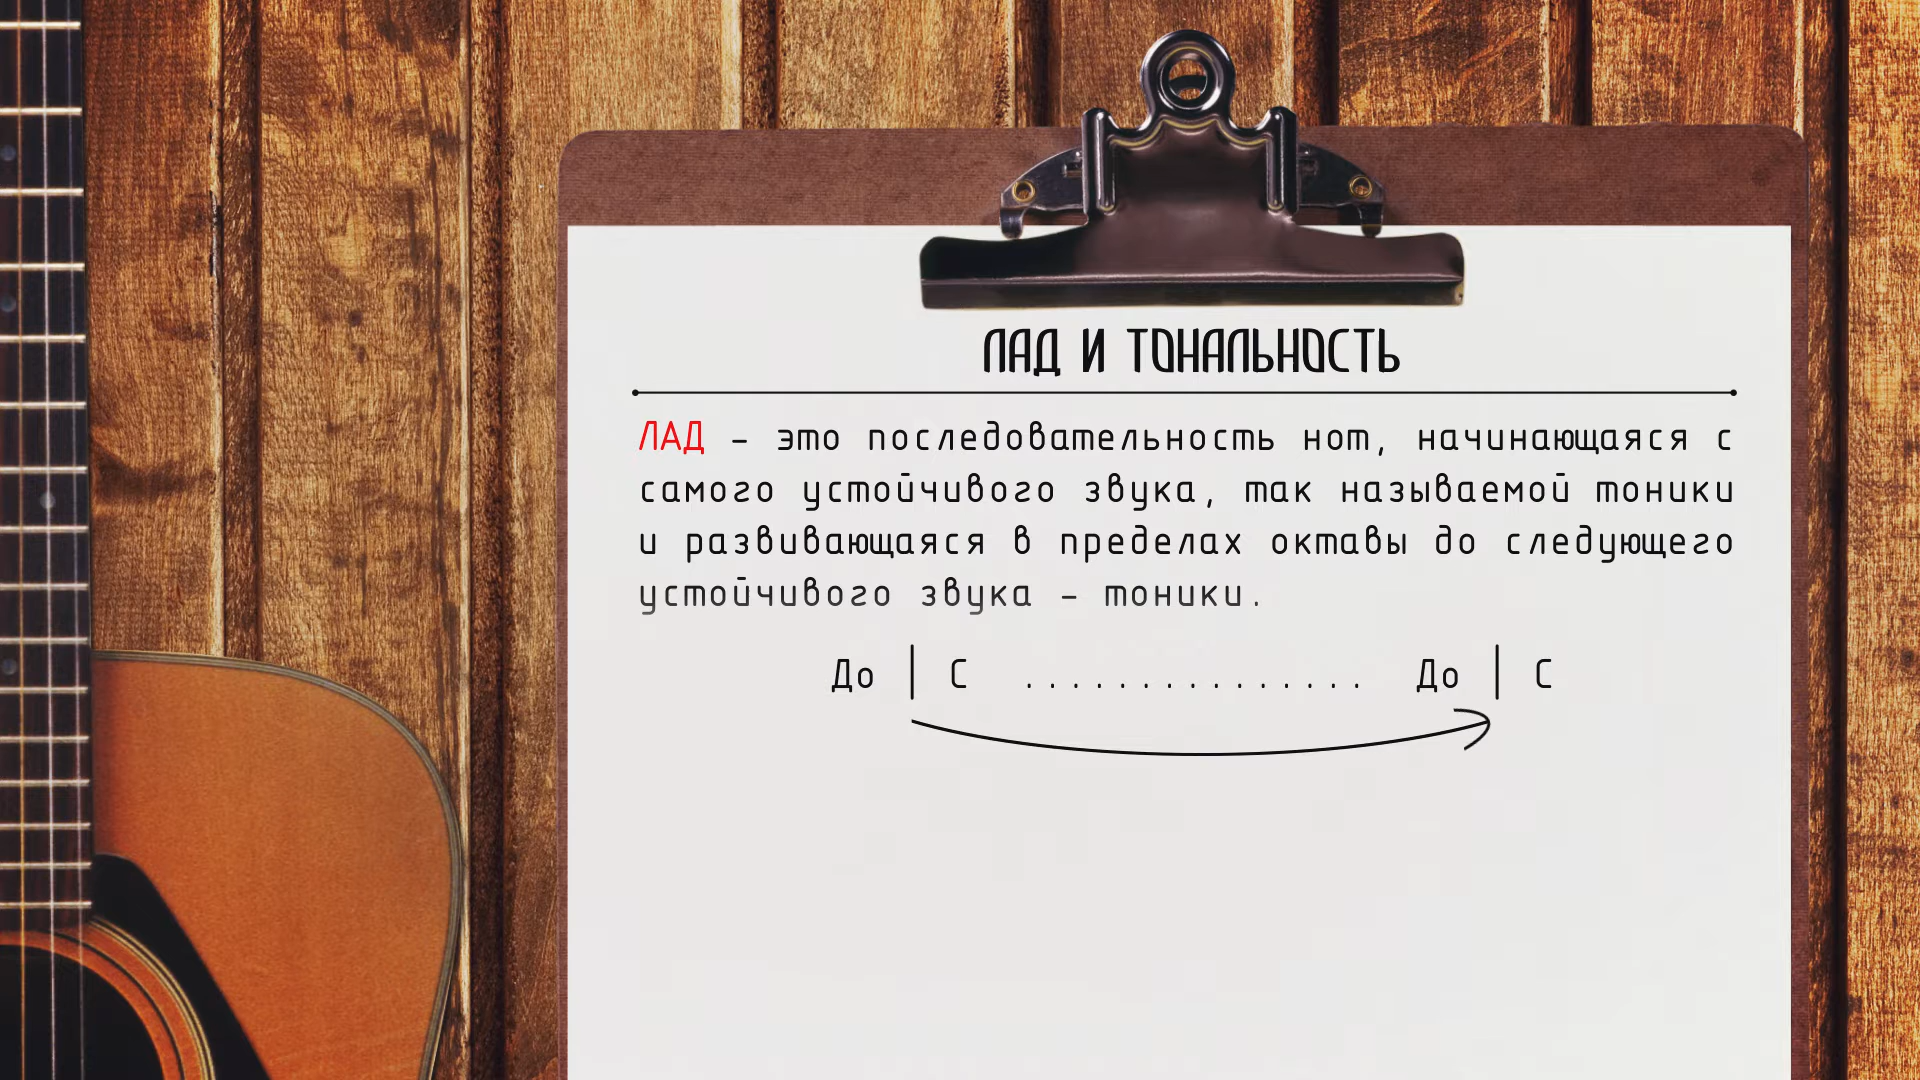 ЛАД И ТОНАЛЬНОСТЬ
ЛАД – это последовательность нот, начинающаяся с
самого устойчивого звука, так называемой тоники
и развивающаяся в пределах октавы до следующего
устойчивого звука – тоники.
До | C ............... До | C